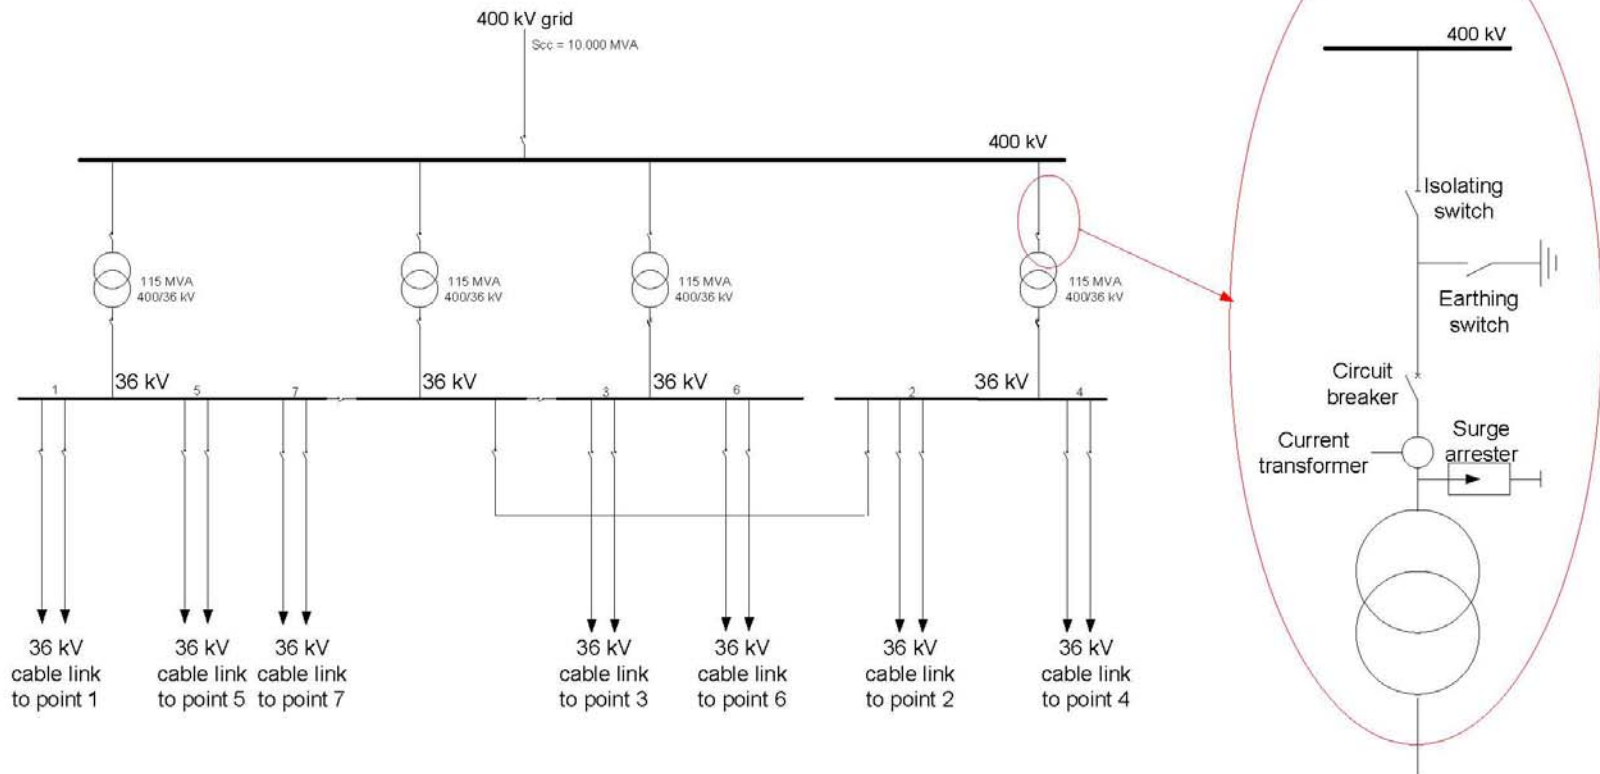 400 kV grid
Scc = 10.000 MVA
400 kV
115 MVA
400/36 kV
115 MVA
400/36 kV
115 MVA
400/36 kV
115 MVA
400/36 kV
36 kV
36 kV
36 kV
36 kV
1
5
7
3
6
2
4
36 kV
cable link
to point 1
36 kV
cable link
to point 5
36 kV
cable link
to point 7
36 kV
cable link
to point 3
36 kV
cable link
to point 6
36 kV
cable link
to point 2
36 kV
cable link
to point 4
400 kV
Isolating
switch
Earthing
switch
Circuit
breaker
Current
transformer
Surge
arrester